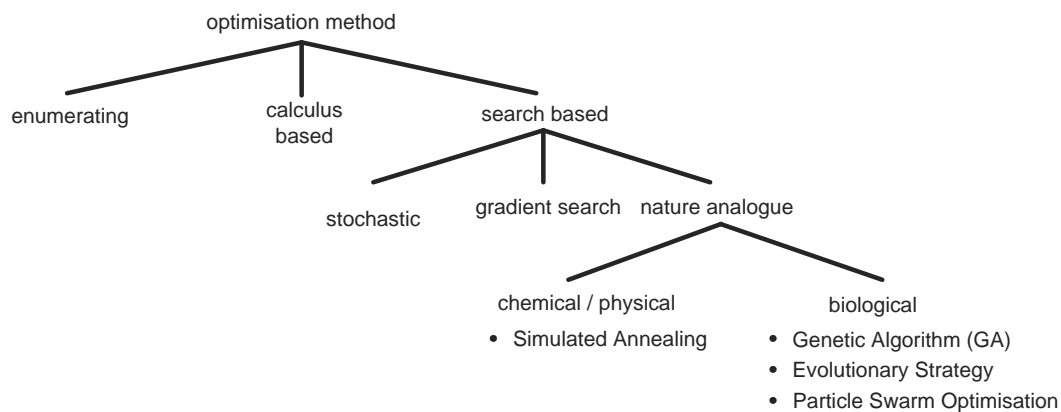 optimisation method
enumerating
calculus
based
search based
stochastic
gradient search
nature analogue
chemical / physical
• Simulated Annealing
biological
• Genetic Algorithm (GA)
• Evolutionary Strategy
• Particle Swarm Optimisation